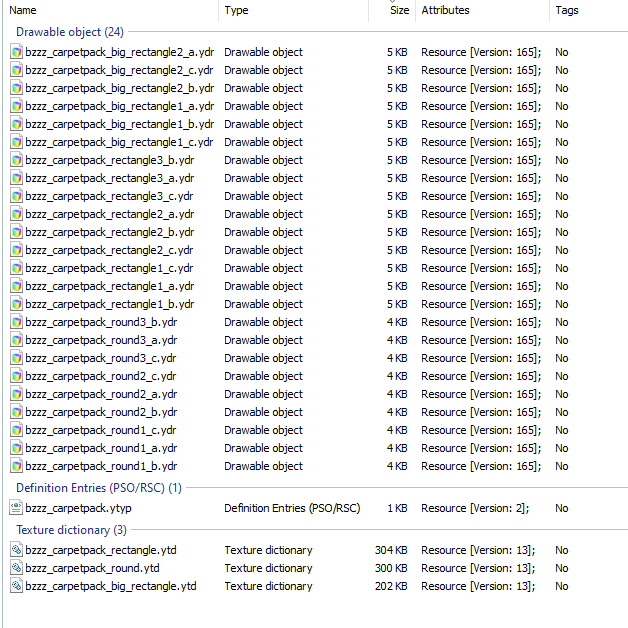 Name Type Size Attributes Tags
Drawable object (24)
bzzz_carpetpack_big_rectangle2_a.ydr Drawable object 5 KB Resource [Version: 165]; No
bzzz_carpetpack_big_rectangle2_c.ydr Drawable object 5 KB Resource [Version: 165]; No
bzzz_carpetpack_big_rectangle2_b.ydr Drawable object 5 KB Resource [Version: 165]; No
bzzz_carpetpack_big_rectangle1_a.ydr Drawable object 5 KB Resource [Version: 165]; No
bzzz_carpetpack_big_rectangle1_b.ydr Drawable object 5 KB Resource [Version: 165]; No
bzzz_carpetpack_big_rectangle1_c.ydr Drawable object 5 KB Resource [Version: 165]; No
bzzz_carpetpack_rectangle3_b.ydr Drawable object 5 KB Resource [Version: 165]; No
bzzz_carpetpack_rectangle3_a.ydr Drawable object 5 KB Resource [Version: 165]; No
bzzz_carpetpack_rectangle3_c.ydr Drawable object 5 KB Resource [Version: 165]; No
bzzz_carpetpack_rectangle2_a.ydr Drawable object 5 KB Resource [Version: 165]; No
bzzz_carpetpack_rectangle2_b.ydr Drawable object 5 KB Resource [Version: 165]; No
bzzz_carpetpack_rectangle2_c.ydr Drawable object 5 KB Resource [Version: 165]; No
bzzz_carpetpack_rectangle1_c.ydr Drawable object 5 KB Resource [Version: 165]; No
bzzz_carpetpack_rectangle1_a.ydr Drawable object 5 KB Resource [Version: 165]; No
bzzz_carpetpack_rectangle1_b.ydr Drawable object 5 KB Resource [Version: 165]; No
bzzz_carpetpack_round3_b.ydr Drawable object 4 KB Resource [Version: 165]; No
bzzz_carpetpack_round3_a.ydr Drawable object 4 KB Resource [Version: 165]; No
bzzz_carpetpack_round3_c.ydr Drawable object 4 KB Resource [Version: 165]; No
bzzz_carpetpack_round2_c.ydr Drawable object 4 KB Resource [Version: 165]; No
bzzz_carpetpack_round2_a.ydr Drawable object 4 KB Resource [Version: 165]; No
bzzz_carpetpack_round2_b.ydr Drawable object 4 KB Resource [Version: 165]; No
bzzz_carpetpack_round1_c.ydr Drawable object 4 KB Resource [Version: 165]; No
bzzz_carpetpack_round1_a.ydr Drawable object 4 KB Resource [Version: 165]; No
bzzz_carpetpack_round1_b.ydr Drawable object 4 KB Resource [Version: 165]; No
Definition Entries (PSO/RSC) (1)
bzzz_carpetpack.ytyp Definition Entries (PSO/RSC) 1 KB Resource [Version: 2]; No
Texture dictionary (3)
bzzz_carpetpack_rectangle.ytd Texture dictionary 304 KB Resource [Version: 13]; No
bzzz_carpetpack_round.ytd Texture dictionary 300 KB Resource [Version: 13]; No
bzzz_carpetpack_big_rectangle.ytd Texture dictionary 202 KB Resource [Version: 13]; No